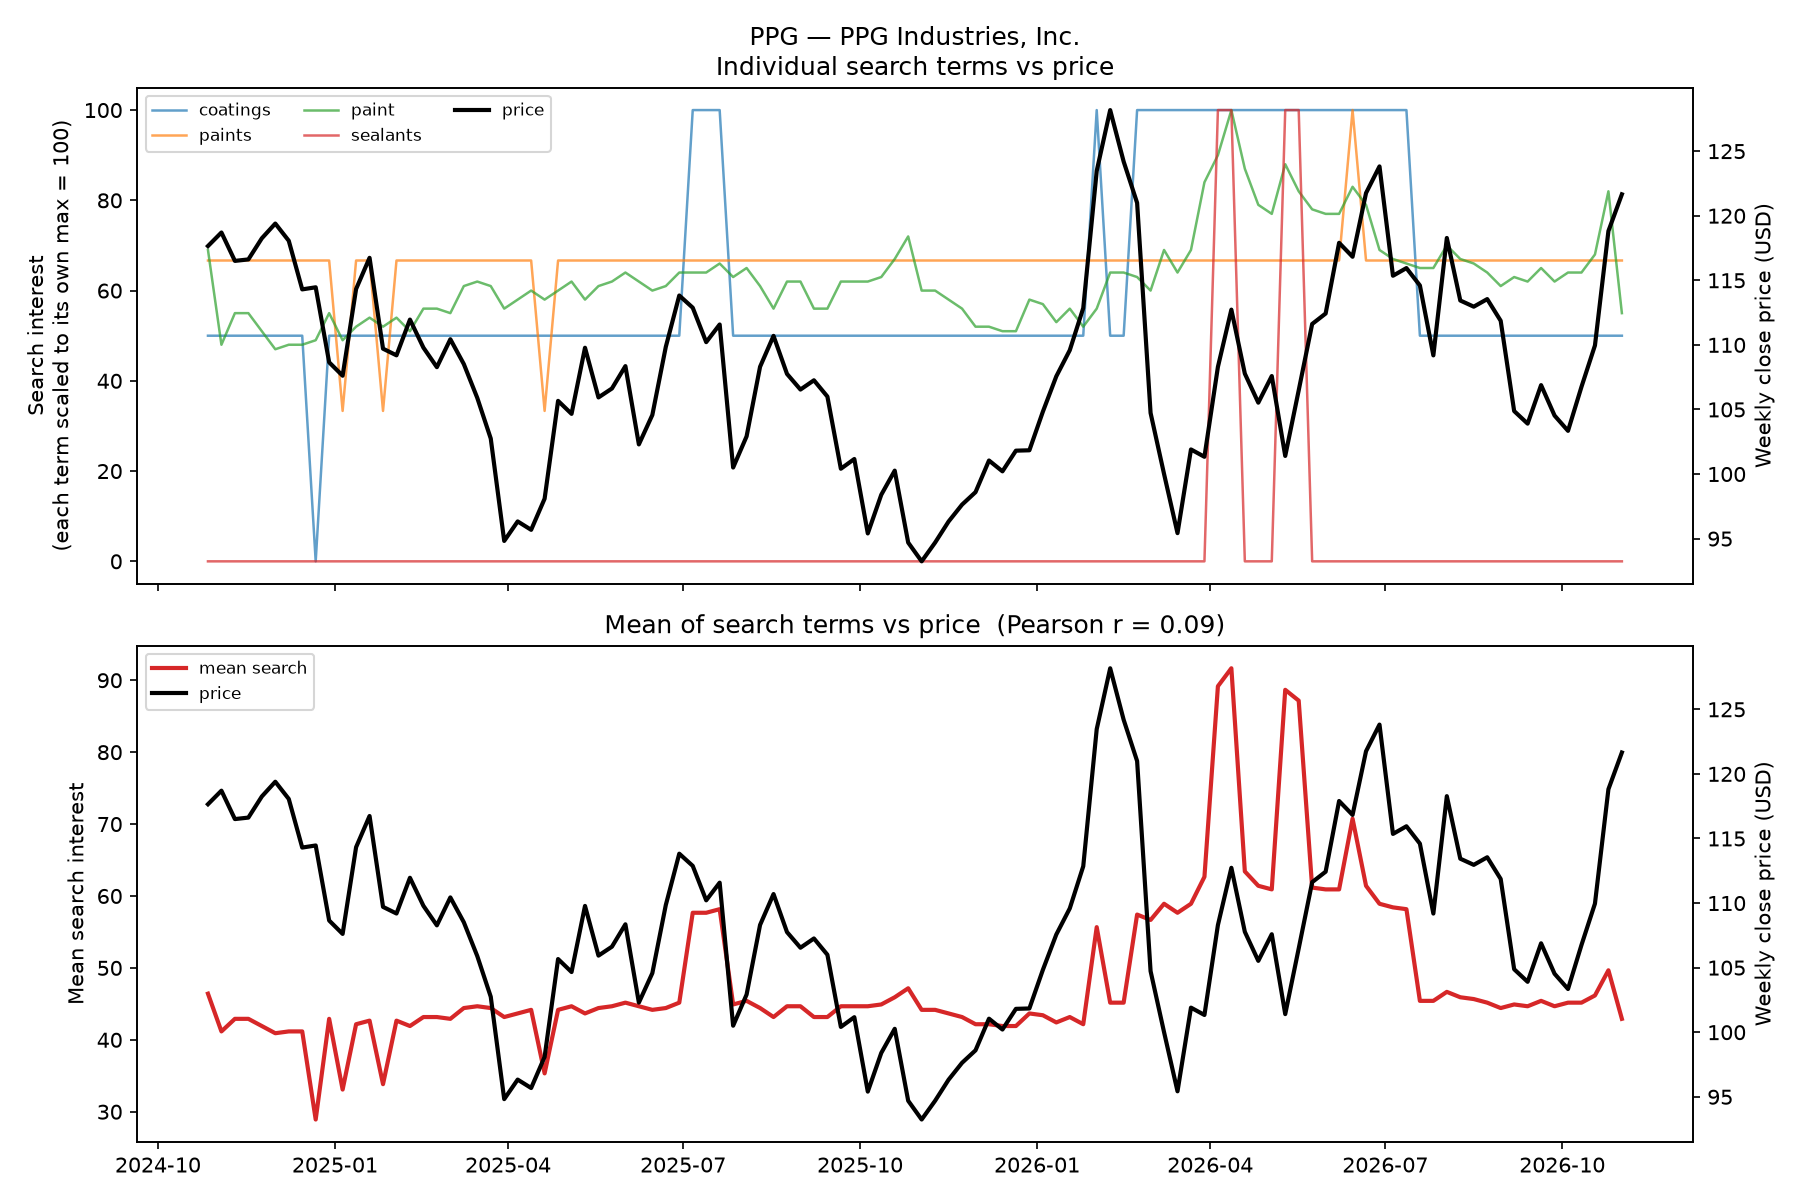 PPG — PPG Industries, Inc.
Individual search terms vs price
coatings
paints
paint
sealants
price
Search interest
(each term scaled to its own max = 100)
100
80
60
40
20
0
125
120
115
110
105
100
95
Weekly close price (USD)
Mean of search terms vs price (Pearson r = 0.09)
mean search
price
Mean search interest
90
80
70
60
50
40
30
125
120
115
110
105
100
95
Weekly close price (USD)
2024-10
2025-01
2025-04
2025-07
2025-10
2026-01
2026-04
2026-07
2026-10